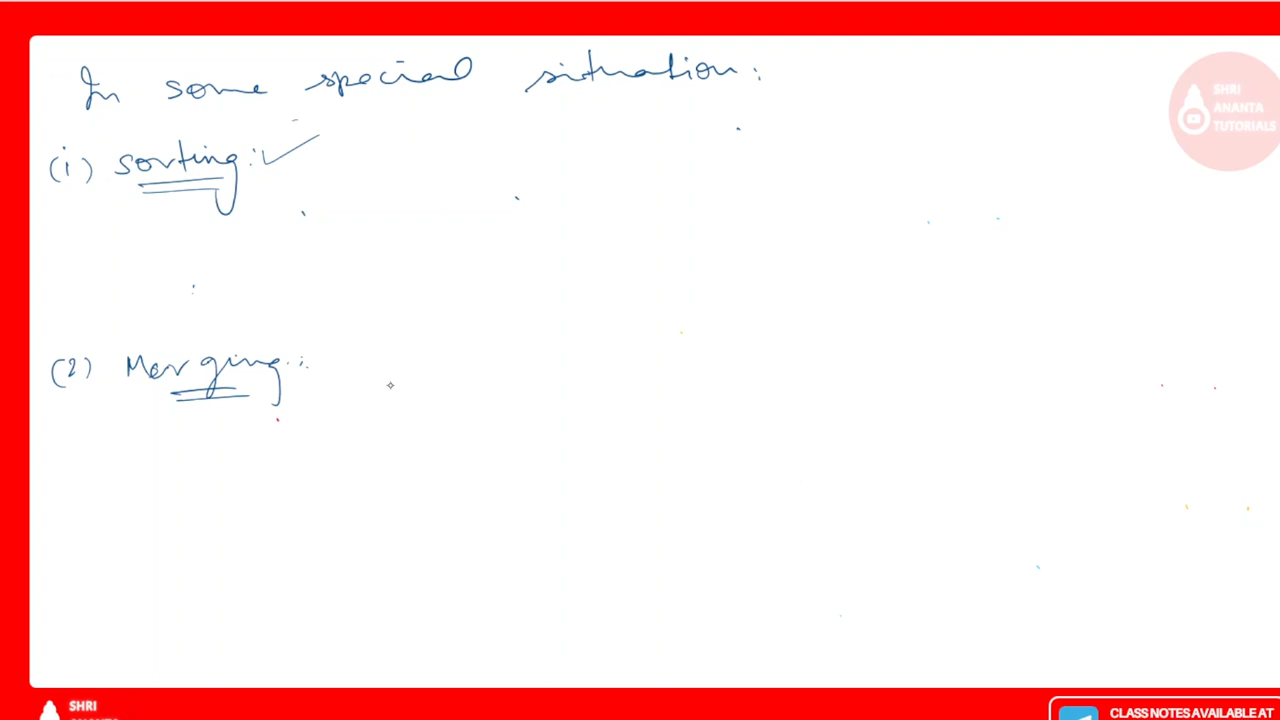 In some special situation:
SHRI
ANANTA
TUTORIALS
(i) sorting:
(2) Merging:
SHRI
CLASS NOTES AVAILABLE AT